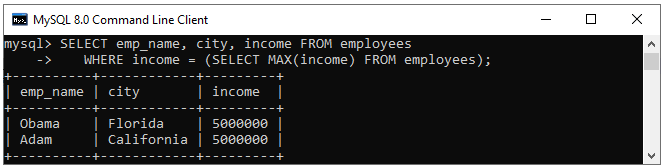 MySQL 8.0 Command Line Client
mysql> SELECT emp_name, city, income FROM employees
    ->    WHERE income = (SELECT MAX(income) FROM employees);
+----------+------------+---------+
| emp_name | city       | income  |
+----------+------------+---------+
| Obama    | Florida    | 5000000 |
| Adam     | California | 5000000 |
+----------+------------+---------+